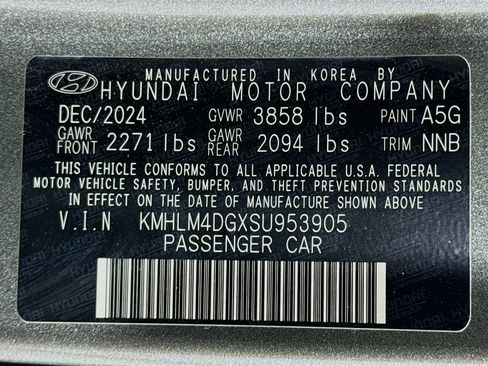 MANUFACTURED IN KOREA BY
HYUNDAI MOTOR COMPANY
DEC/2024 GVWR 3858 lbs PAINT A5G
GAWR FRONT 2271 lbs GAWR REAR 2094 lbs TRIM NNB
THIS VEHICLE CONFORMS TO ALL APPLICABLE U.S.A. FEDERAL
MOTOR VEHICLE SAFETY, BUMPER, AND THEFT PREVENTION STANDARDS
IN EFFECT ON THE DATE OF MANUFACTURE SHOWN ABOVE.
V.I.N KMHLM4DGXSU953905
PASSENGER CAR